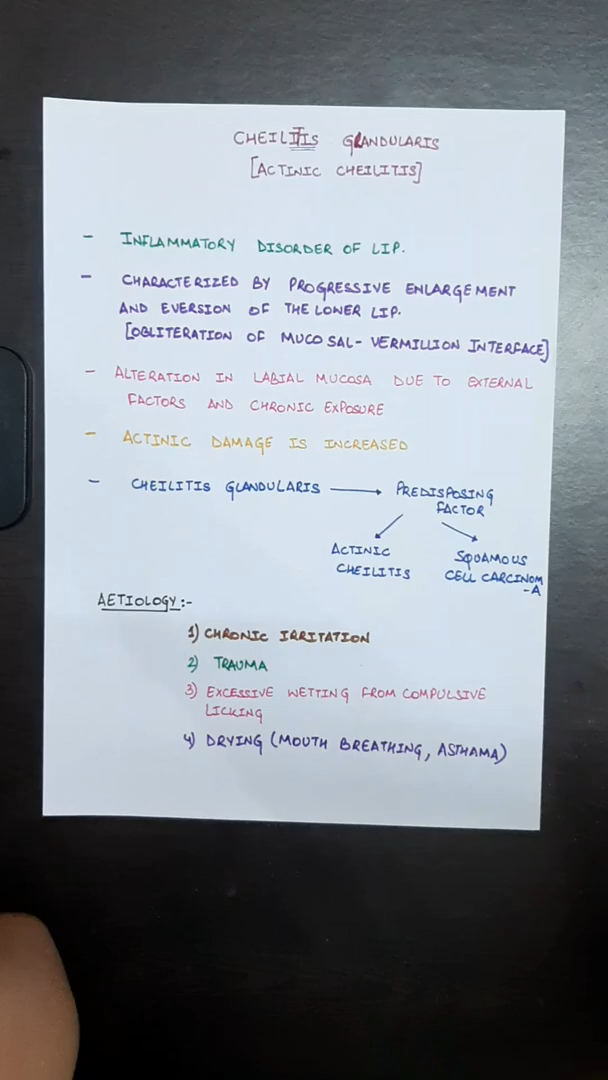 CHEILITIS GLANDULARIS
[ACTINIC CHEILITIS]
- INFLAMMATORY DISORDER OF LIP.
- CHARACTERIZED BY PROGRESSIVE ENLARGEMENT
AND EVERSION OF THE LONER LIP.
[OBLITERATION OF MUCOSAL-VERMILLION INTERFACE]
- ALTERATION IN LABIAL MUCOSA DUE TO EXTERNAL
FACTORS AND CHRONIC EXPOSURE
- ACTINIC DAMAGE IS INCREASED
- CHEILITIS GLANDULARIS → PREDISPOSING
FACTOR
ACTINIC
CHEILITIS
SQUAMOUS
CELL CARCINOM
-A
AETIOLOGY:-
1) CHRONIC IRRITATION
2) TRAUMA
3) EXCESSIVE WETTING FROM COMPULSIVE
LICKING
4) DRYING (MOUTH BREATHING, ASTHAMA)